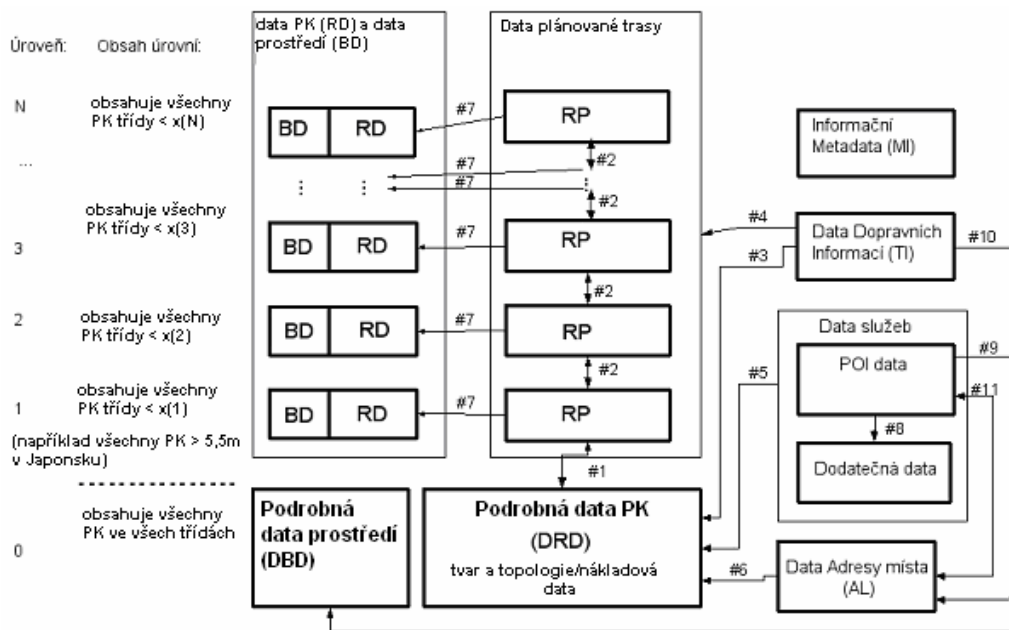 Úroveň:
Obsah úrovní:
data PK (RD) a data
prostředí (BD)
Data plánované trasy
N
obsahuje všechny
PK třídy < x(N)
BD
RD
#7
RP
#2
...
#7
#7
#2
obsahuje všechny
PK třídy < x(3)
3
BD
RD
#7
RP
#2
2
obsahuje všechny
PK třídy < x(2)
BD
RD
#7
RP
#2
1
obsahuje všechny
PK třídy < x(1)
(například všechny PK > 5,5m
v Japonsku)
BD
RD
#7
RP
#1
0
obsahuje všechny
PK ve všech třídách
Podrobná
data prostředí
(DBD)
Podrobná data PK
(DRD)
tvar a topologie/nákladová
data
Informační
Metadata (MI)
#4
#3
Data Dopravních
Informací (TI)
#10
Data služeb
#5
POI data
#9
#11
#8
Dodatečná data
#6
Data Adresy místa
(AL)